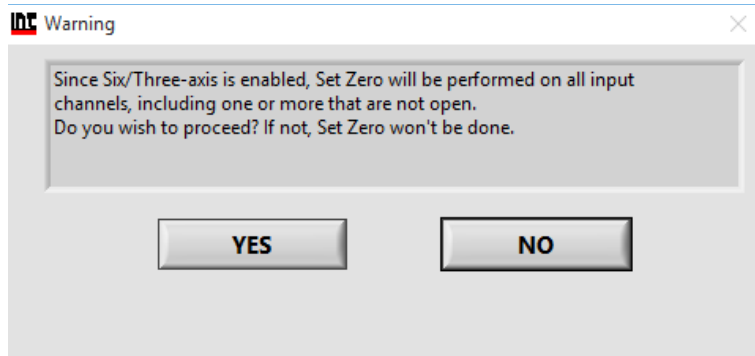 INT Warning
Since Six/Three-axis is enabled, Set Zero will be performed on all input
channels, including one or more that are not open.
Do you wish to proceed? If not, Set Zero won't be done.
YES NO